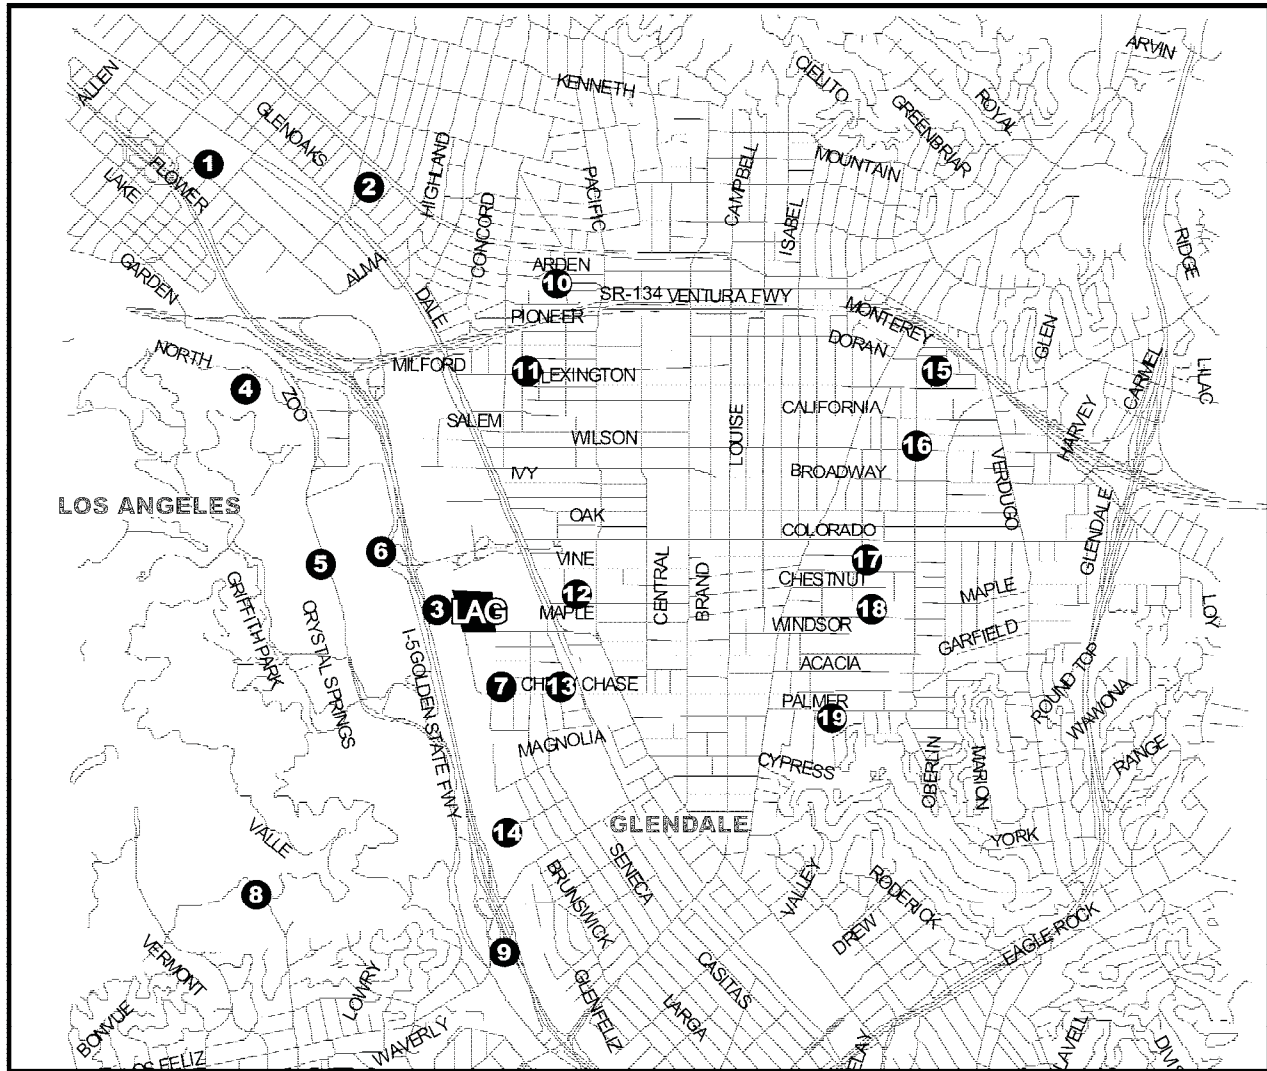 ARVIN
KENNETH
CIELITO
ALLEN
ROYAL
GLENOAKS
GREENBRIAR
HIGHLAND
MOUNTAIN
CAMPBELL
1
FLOWER
LAKE
2
PACIFIC
CONCORD
ISABEL
RIDGE
GARDEN
ALMA
ARDEN
10
SR-134 VENTURA FWY
DALE
PIONEER
MONTEREY
DORAN
GLEN
NORTH
MILFORD
11
LEXINGTON
15
CARMEL
LILAC
4
ZOO
SALEM
WILSON
LOUISE
CALIFORNIA
HARVEY
16
IVY
BROADWAY
VERDUGO
LOS ANGELES
OAK
COLORADO
GLENDALE
5
6
VINE
17
CHESTNUT
CENTRAL
BRAND
GRIFFITH PARK
CRYSTAL SPRINGS
3
LAG
12
MAPLE
MAPLE
18
WINDSOR
GARFIELD
LOY
I-5 GOLDEN STATE FWY
ACACIA
7
13
CHASE
PALMER
19
ROUND TOP
WAWONA
MAGNOLIA
CYPRESS
OBERLIN
MARION
RANGE
VALLE
14
GLENDALE
YORK
8
BRUNSWICK
SENECA
VALLEY
RODERICK
DREW
EAGLE ROCK
9
VERMONT
LOWRY
CASITAS
GLENFELIZ
LARGA
BONVUE
WAVERLY
OS FELIZ
ELAY
LAVELL
DIVIS